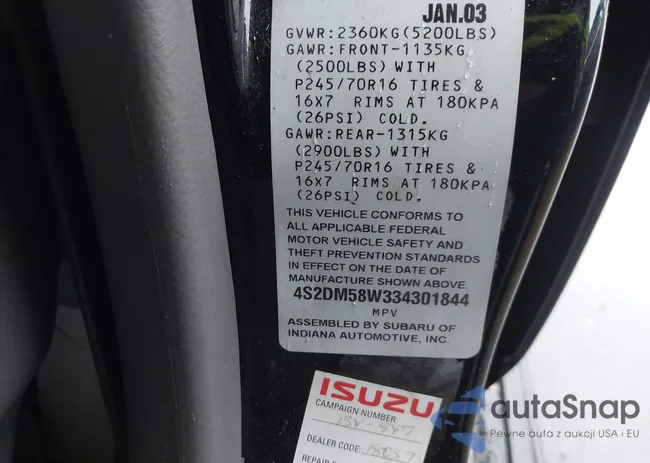 JAN.03
GVWR:2360KG(5200LBS)
GAWR:FRONT-1135KG
(2500LBS) WITH
P245/70R16 TIRES &
16X7 RIMS AT 180KPA
(26PSI) COLD.
GAWR:REAR-1315KG
(2900LBS) WITH
P245/70R16 TIRES &
16X7 RIMS AT 180KPA
(26PSI) COLD.
THIS VEHICLE CONFORMS TO
ALL APPLICABLE FEDERAL
MOTOR VEHICLE SAFETY AND
THEFT PREVENTION STANDARDS
IN EFFECT ON THE DATE OF
MANUFACTURE SHOWN ABOVE.
4S2DM58W334301844
MPV
ASSEMBLED BY SUBARU OF
INDIANA AUTOMOTIVE, INC.
ISUZU
CAMPAIGN NUMBER
DEALER CODE
REPAIR
autoSnap
Pewne auta z aukcji USA i EU